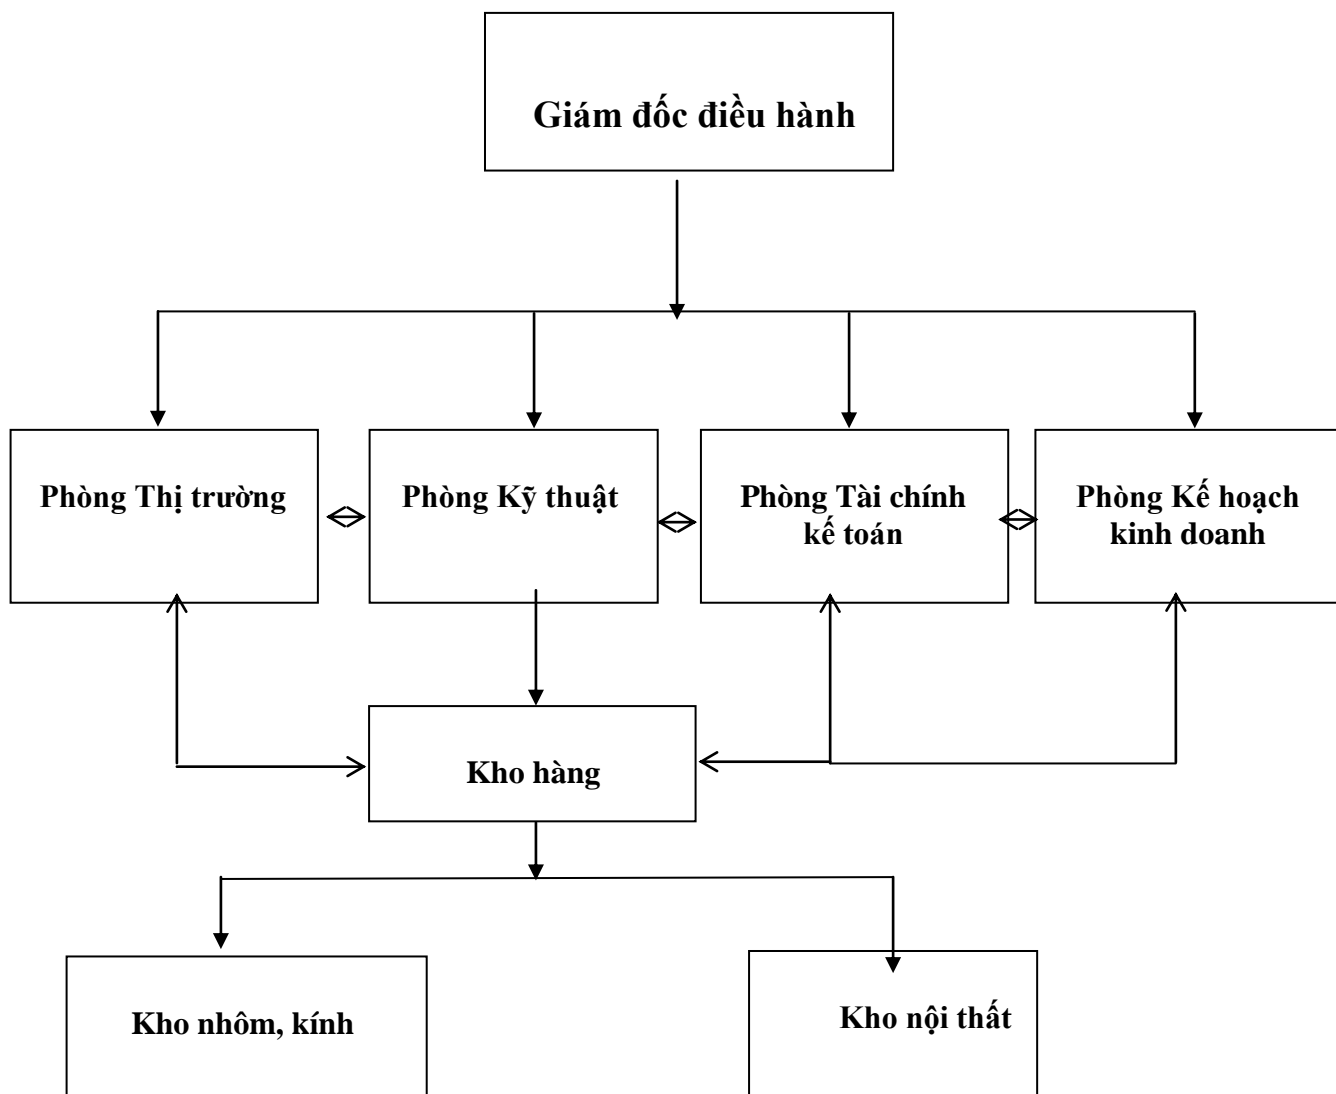 Giám đốc điều hành
Phòng Thị trường
Phòng Kỹ thuật
Phòng Tài chính
kế toán
Phòng Kế hoạch
kinh doanh
Kho hàng
Kho nhôm, kính
Kho nội thất